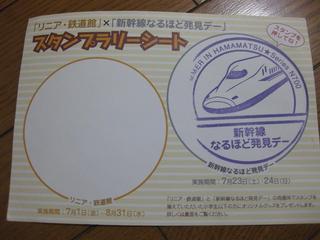 「リニア・鉄道館」×「新幹線なるほど発見デー」
スタンプラリーシート
スタンプを
押してね!
MER IN HAMAMATSU★Series N700
新幹線
なるほど発見デー
新幹線なるほど発見デー
リニア・鉄道館
実施期間:7月1日(金)~8月31日(水)
実施期間:7月23日(土)・24日(日)
「リニア・鉄道館」と「新幹線なるほど発見デー」の両箇所でスタンプを